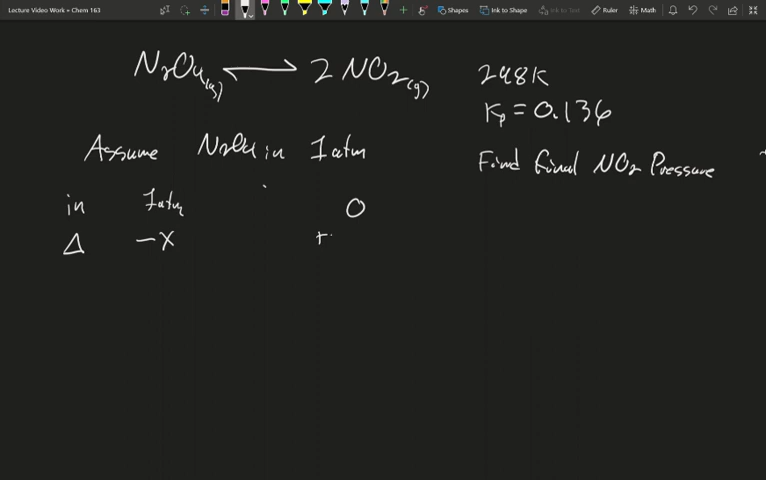 Lecture Video Work » Chem 163
Shapes Ink to Shape Ink to Text Ruler Math
N2O4(g) ⇌ 2 NO2(g)
298K
Kp = 0.136
Assume N2O4 in 1atm
Find final NO2 Pressure
in 1atm 0
Δ -x +